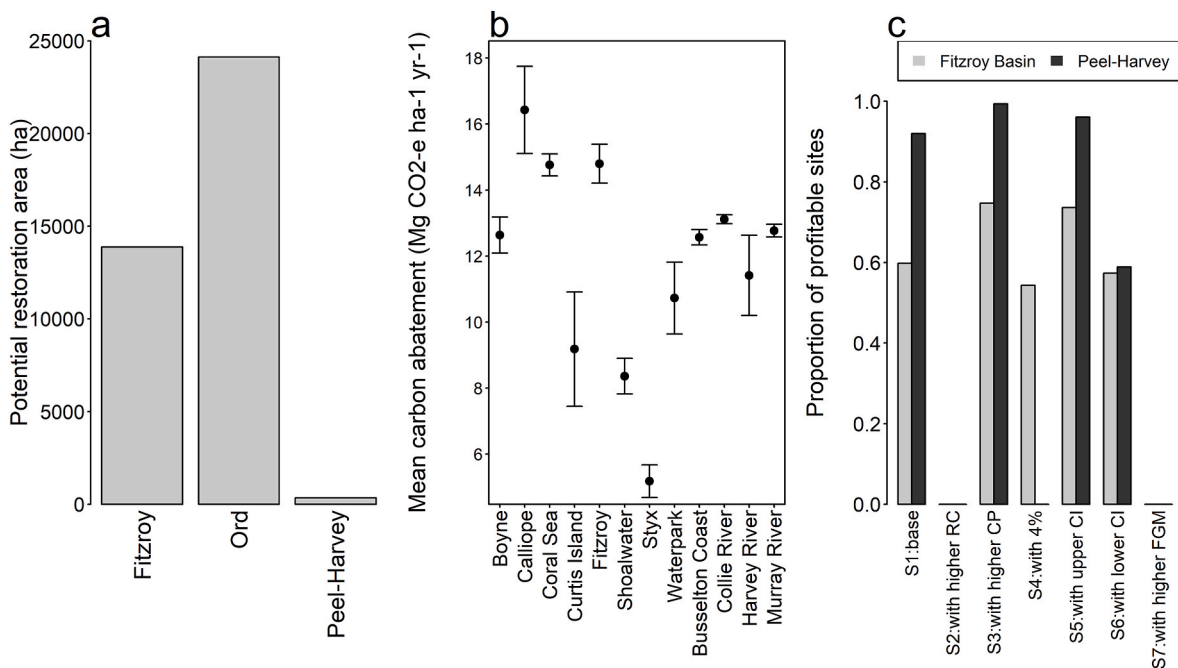 a
Potential restoration area (ha)
25000
20000
15000
10000
5000
0
Fitzroy
Ord
Peel-Harvey
b
Mean carbon abatement (Mg CO2-e ha-1 yr-1)
18
16
14
12
10
8
6
Boyne
Calliope
Coral Sea
Curtis Island
Fitzroy
Shoalwater
Styx
Waterpark
Busselton Coast
Collie River
Harvey River
Murray River
c
Fitzroy Basin
Peel-Harvey
Proportion of profitable sites
1.0
0.8
0.6
0.4
0.2
0.0
S1:base
S2:with higher RC
S3:with higher CP
S4:with 4%
S5:with upper CI
S6:with lower CI
S7:with higher FGM